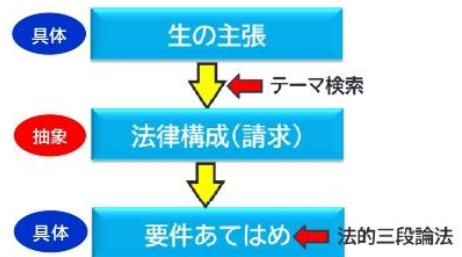 具体
生の主張
テーマ検索
抽象
法律構成(請求)
具体
要件あてはめ
法的三段論法